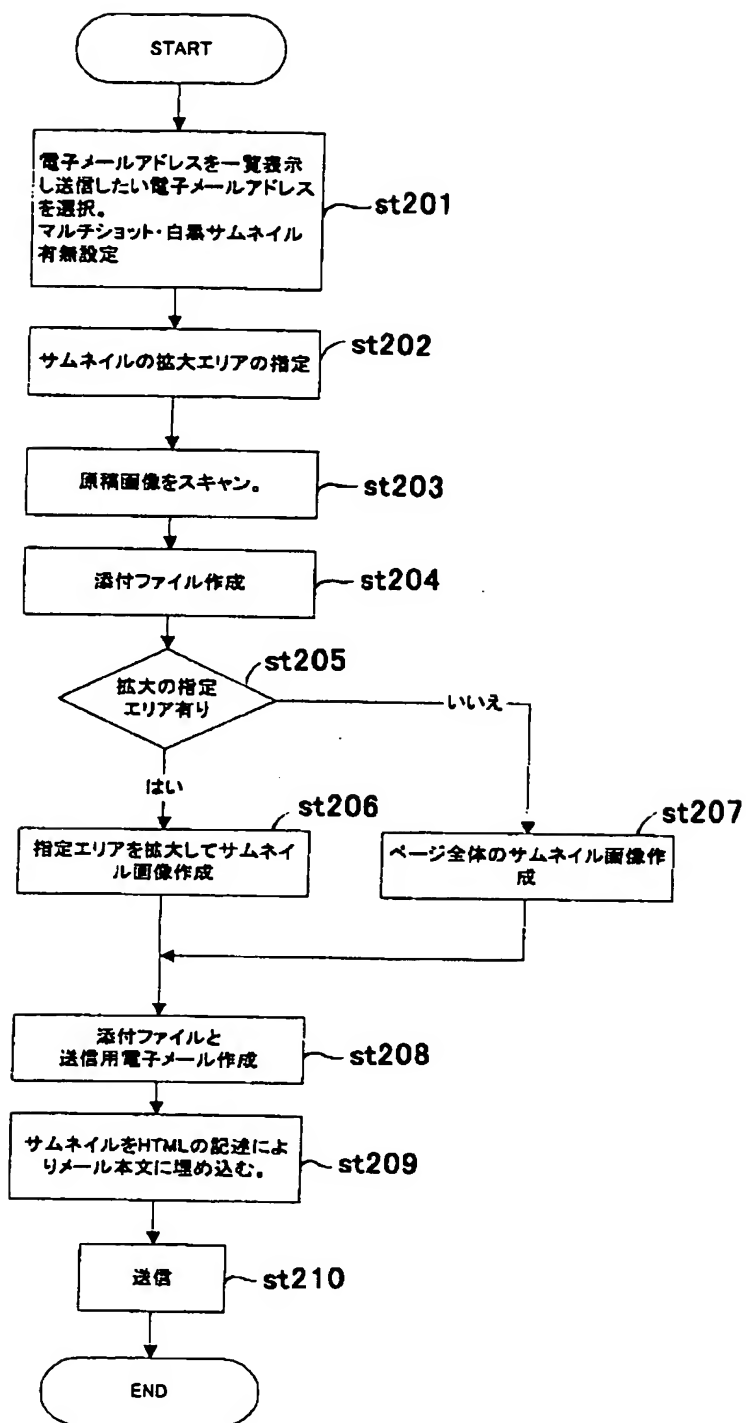 START
電子メールアドレスを一覧表示
し送信したい電子メールアドレス
を選択。
マルチショット・白黒サムネイル
有無設定
st201
サムネイルの拡大エリアの指定
st202
原稿画像をスキャン。
st203
添付ファイル作成
st204
拡大の指定
エリア有り
st205
いいえ
はい
指定エリアを拡大してサムネイ
ル画像作成
st206
ページ全体のサムネイル画像作
成
st207
添付ファイルと
送信用電子メール作成
st208
サムネイルをHTMLの記述によ
りメール本文に埋め込む。
st209
送信
st210
END